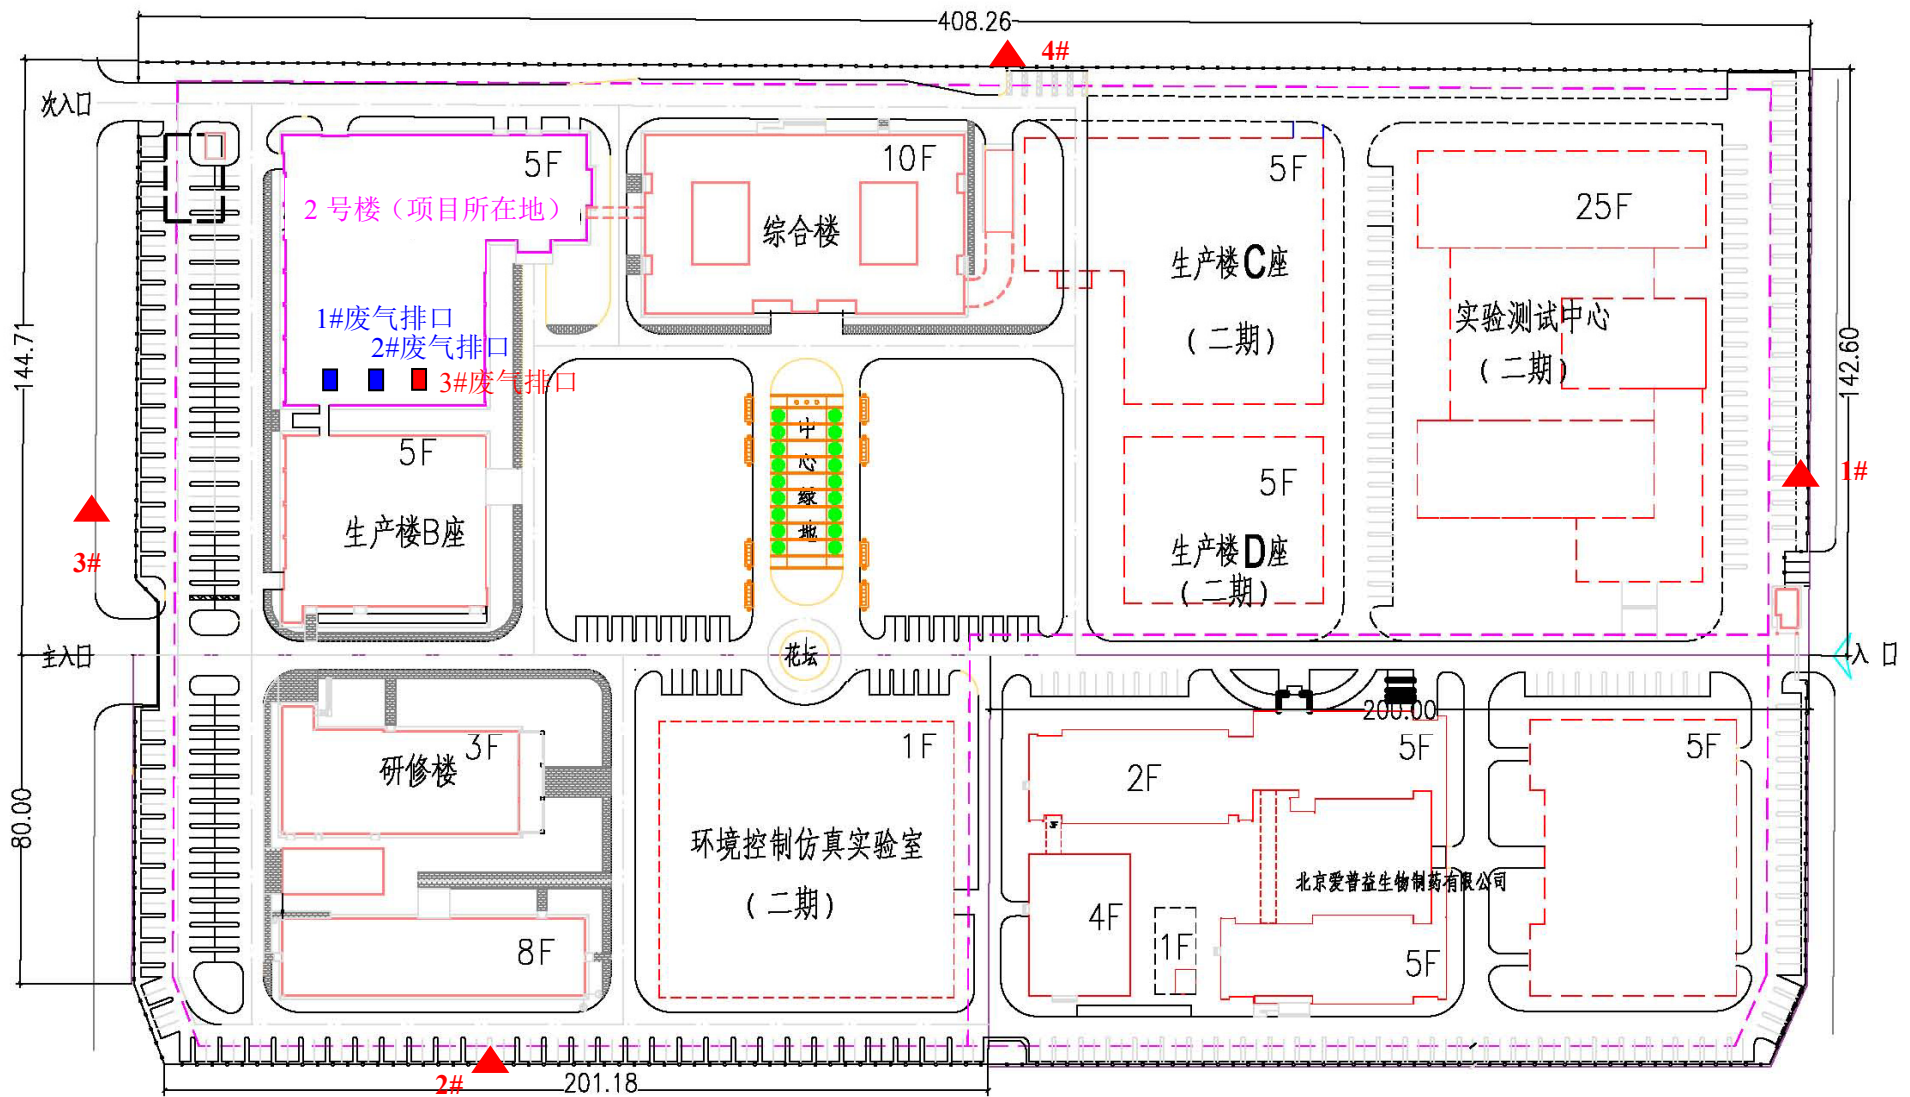 408.26
4#
次入口
5F
10F
5F
25F
2 号楼（项目所在地）
综合楼
生产楼C座
（二期）
实验测试中心
（二期）
1#废气排口
2#废气排口
3#废气排口
144.71
142.60
中心绿地
5F
生产楼B座
5F
生产楼D座
（二期）
1#
3#
主入口
花坛
入 口
200.00
3F
研修楼
1F
2F
5F
5F
80.00
环境控制仿真实验室
（二期）
北京爱普益生物制药有限公司
4F
1F
5F
8F
2#
201.18